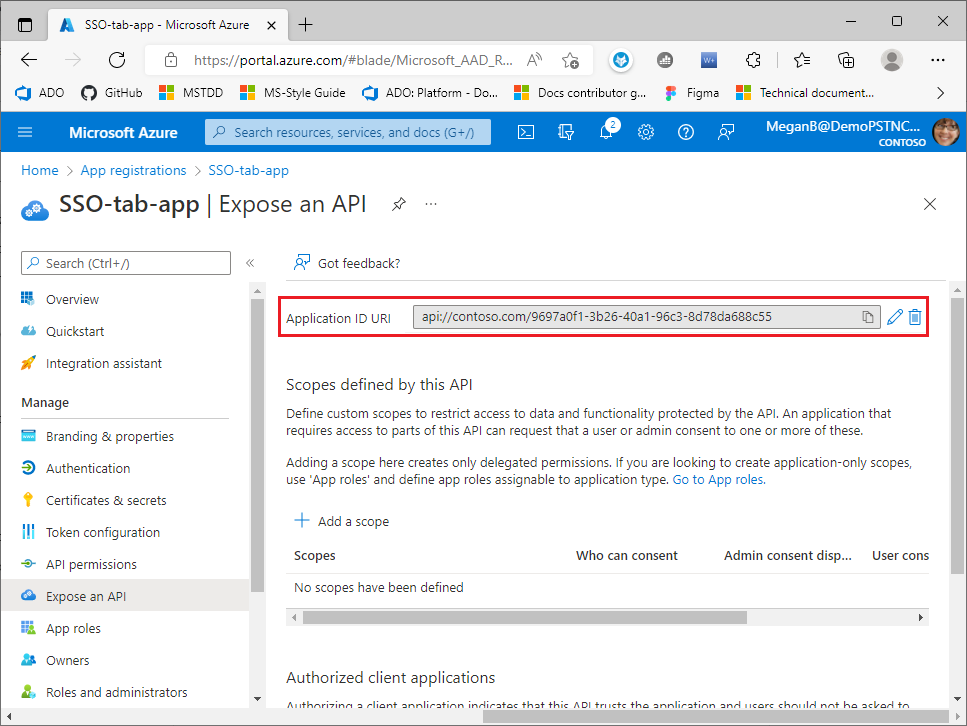 SSO-tab-app - Microsoft Azure
https://portal.azure.com/#blade/Microsoft_AAD_R...
ADO
GitHub
MSTDD
MS-Style Guide
ADO: Platform - Do...
Docs contributor g...
Figma
Technical document...
Microsoft Azure
Search resources, services, and docs (G+/)
2
MeganB@DemoPSTNC...
CONTOSO
Home > App registrations > SSO-tab-app
SSO-tab-app | Expose an API
Search (Ctrl+/)
«
Got feedback?
Overview
Quickstart
Integration assistant
Manage
Branding & properties
Authentication
Certificates & secrets
Token configuration
API permissions
Expose an API
App roles
Owners
Roles and administrators
Application ID URI
api://contoso.com/9697a0f1-3b26-40a1-96c3-8d78da688c55
Scopes defined by this API
Define custom scopes to restrict access to data and functionality protected by the API. An application that
requires access to parts of this API can request that a user or admin consent to one or more of these.
Adding a scope here creates only delegated permissions. If you are looking to create application-only scopes,
use 'App roles' and define app roles assignable to application type. Go to App roles.
Add a scope
Scopes
Who can consent
Admin consent disp...
User cons
No scopes have been defined
Authorized client applications
Authorizing a client application indicates that this API trusts the application and users should not be asked to